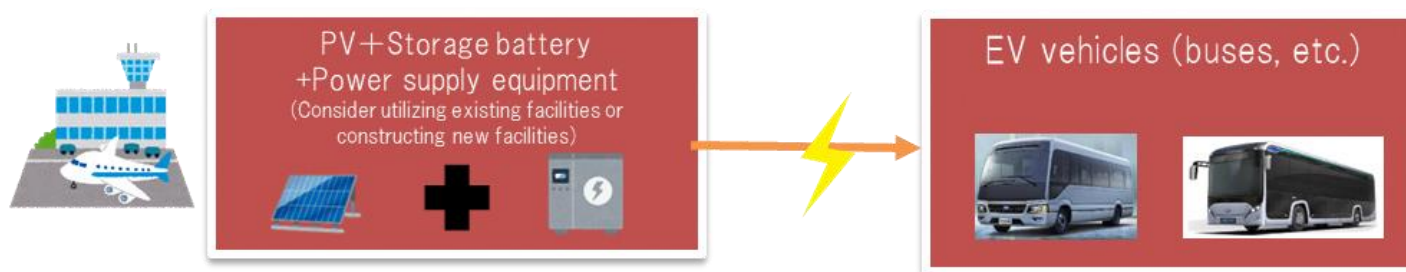 PV＋Storage battery
+Power supply equipment
(Consider utilizing existing facilities or
constructing new facilities)
EV vehicles (buses, etc.)